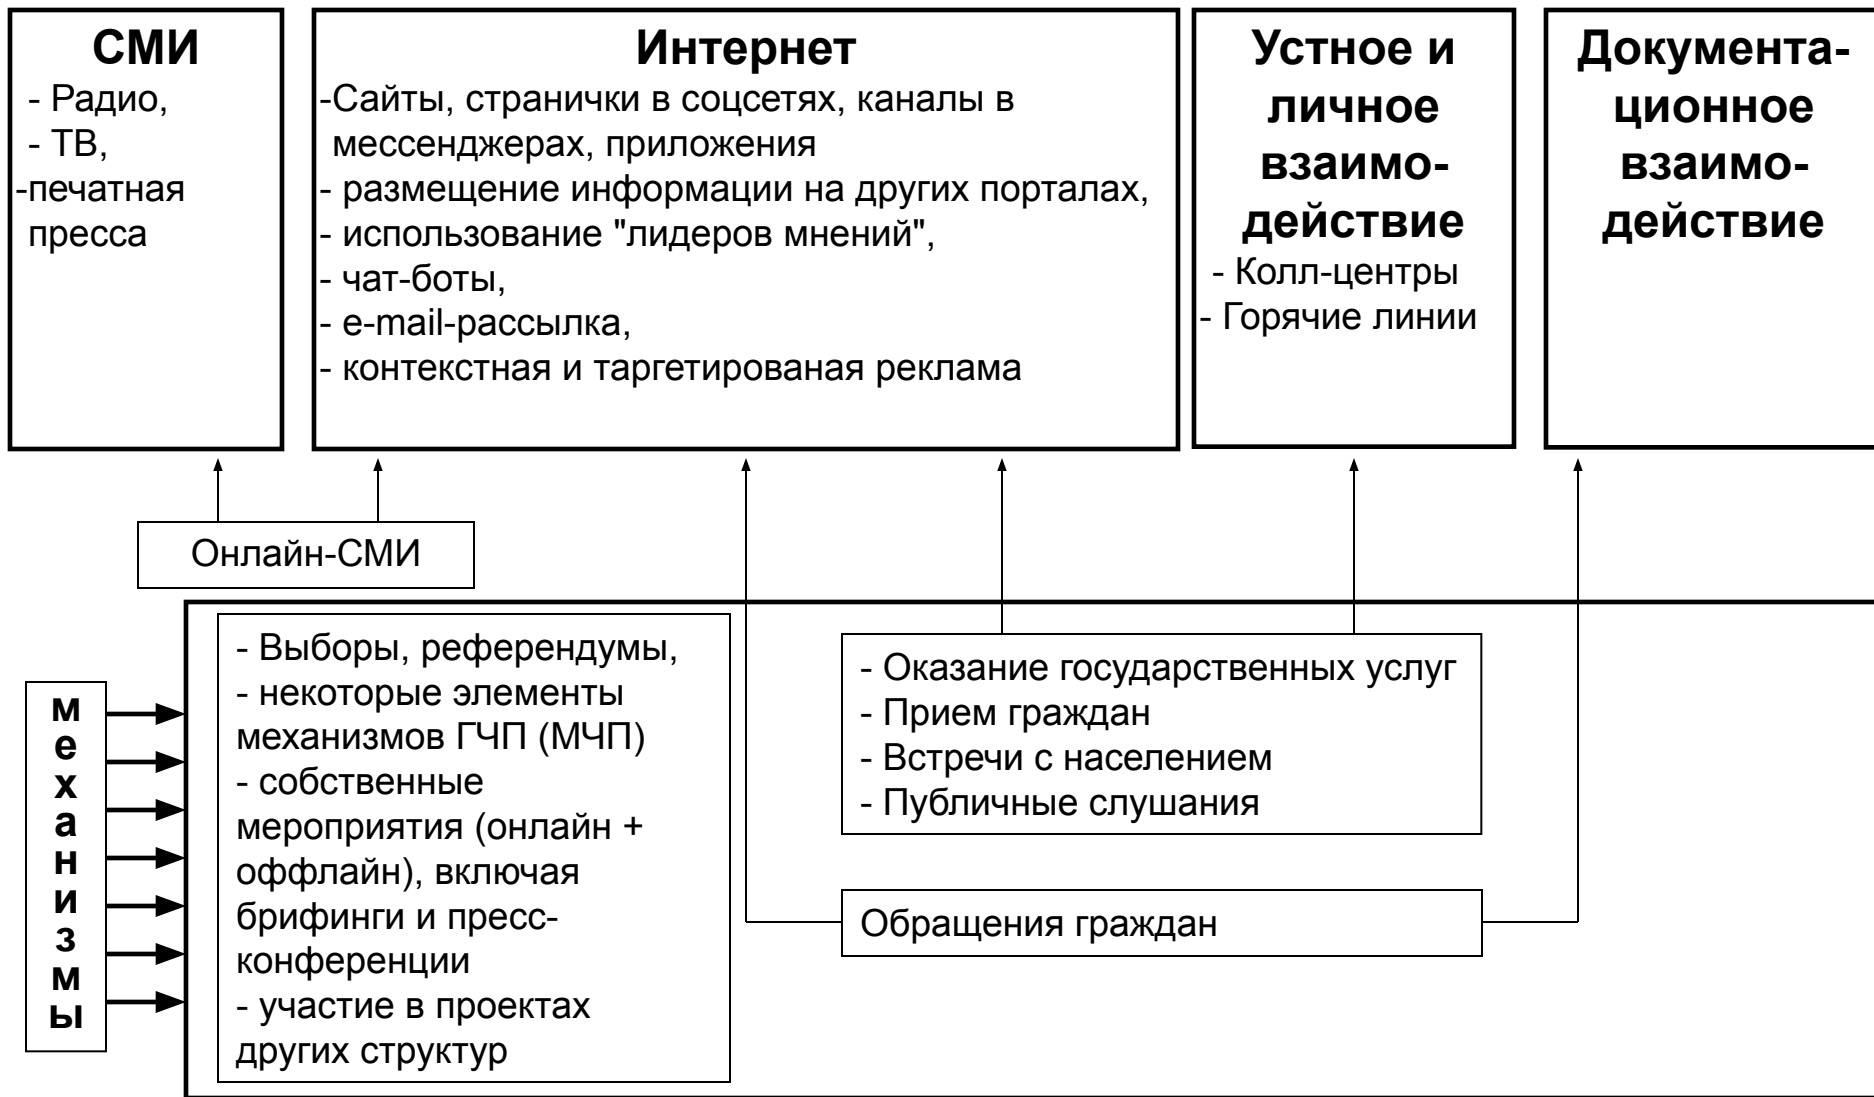 СМИ
- Радио,
- ТВ,
-печатная
пресса
Интернет
-Сайты, странички в соцсетях, каналы в
мессенджерах, приложения
- размещение информации на других порталах,
- использование "лидеров мнений",
- чат-боты,
- e-mail-рассылка,
- контекстная и таргетированая реклама
Устное и
личное
взаимо-
действие
- Колл-центры
- Горячие линии
Документа-
ционное
взаимо-
действие
Онлайн-СМИ
механизмы
- Выборы, референдумы,
- некоторые элементы
механизмов ГЧП (МЧП)
- собственные
мероприятия (онлайн +
оффлайн), включая
брифинги и пресс-
конференции
- участие в проектах
других структур
- Оказание государственных услуг
- Прием граждан
- Встречи с населением
- Публичные слушания
Обращения граждан